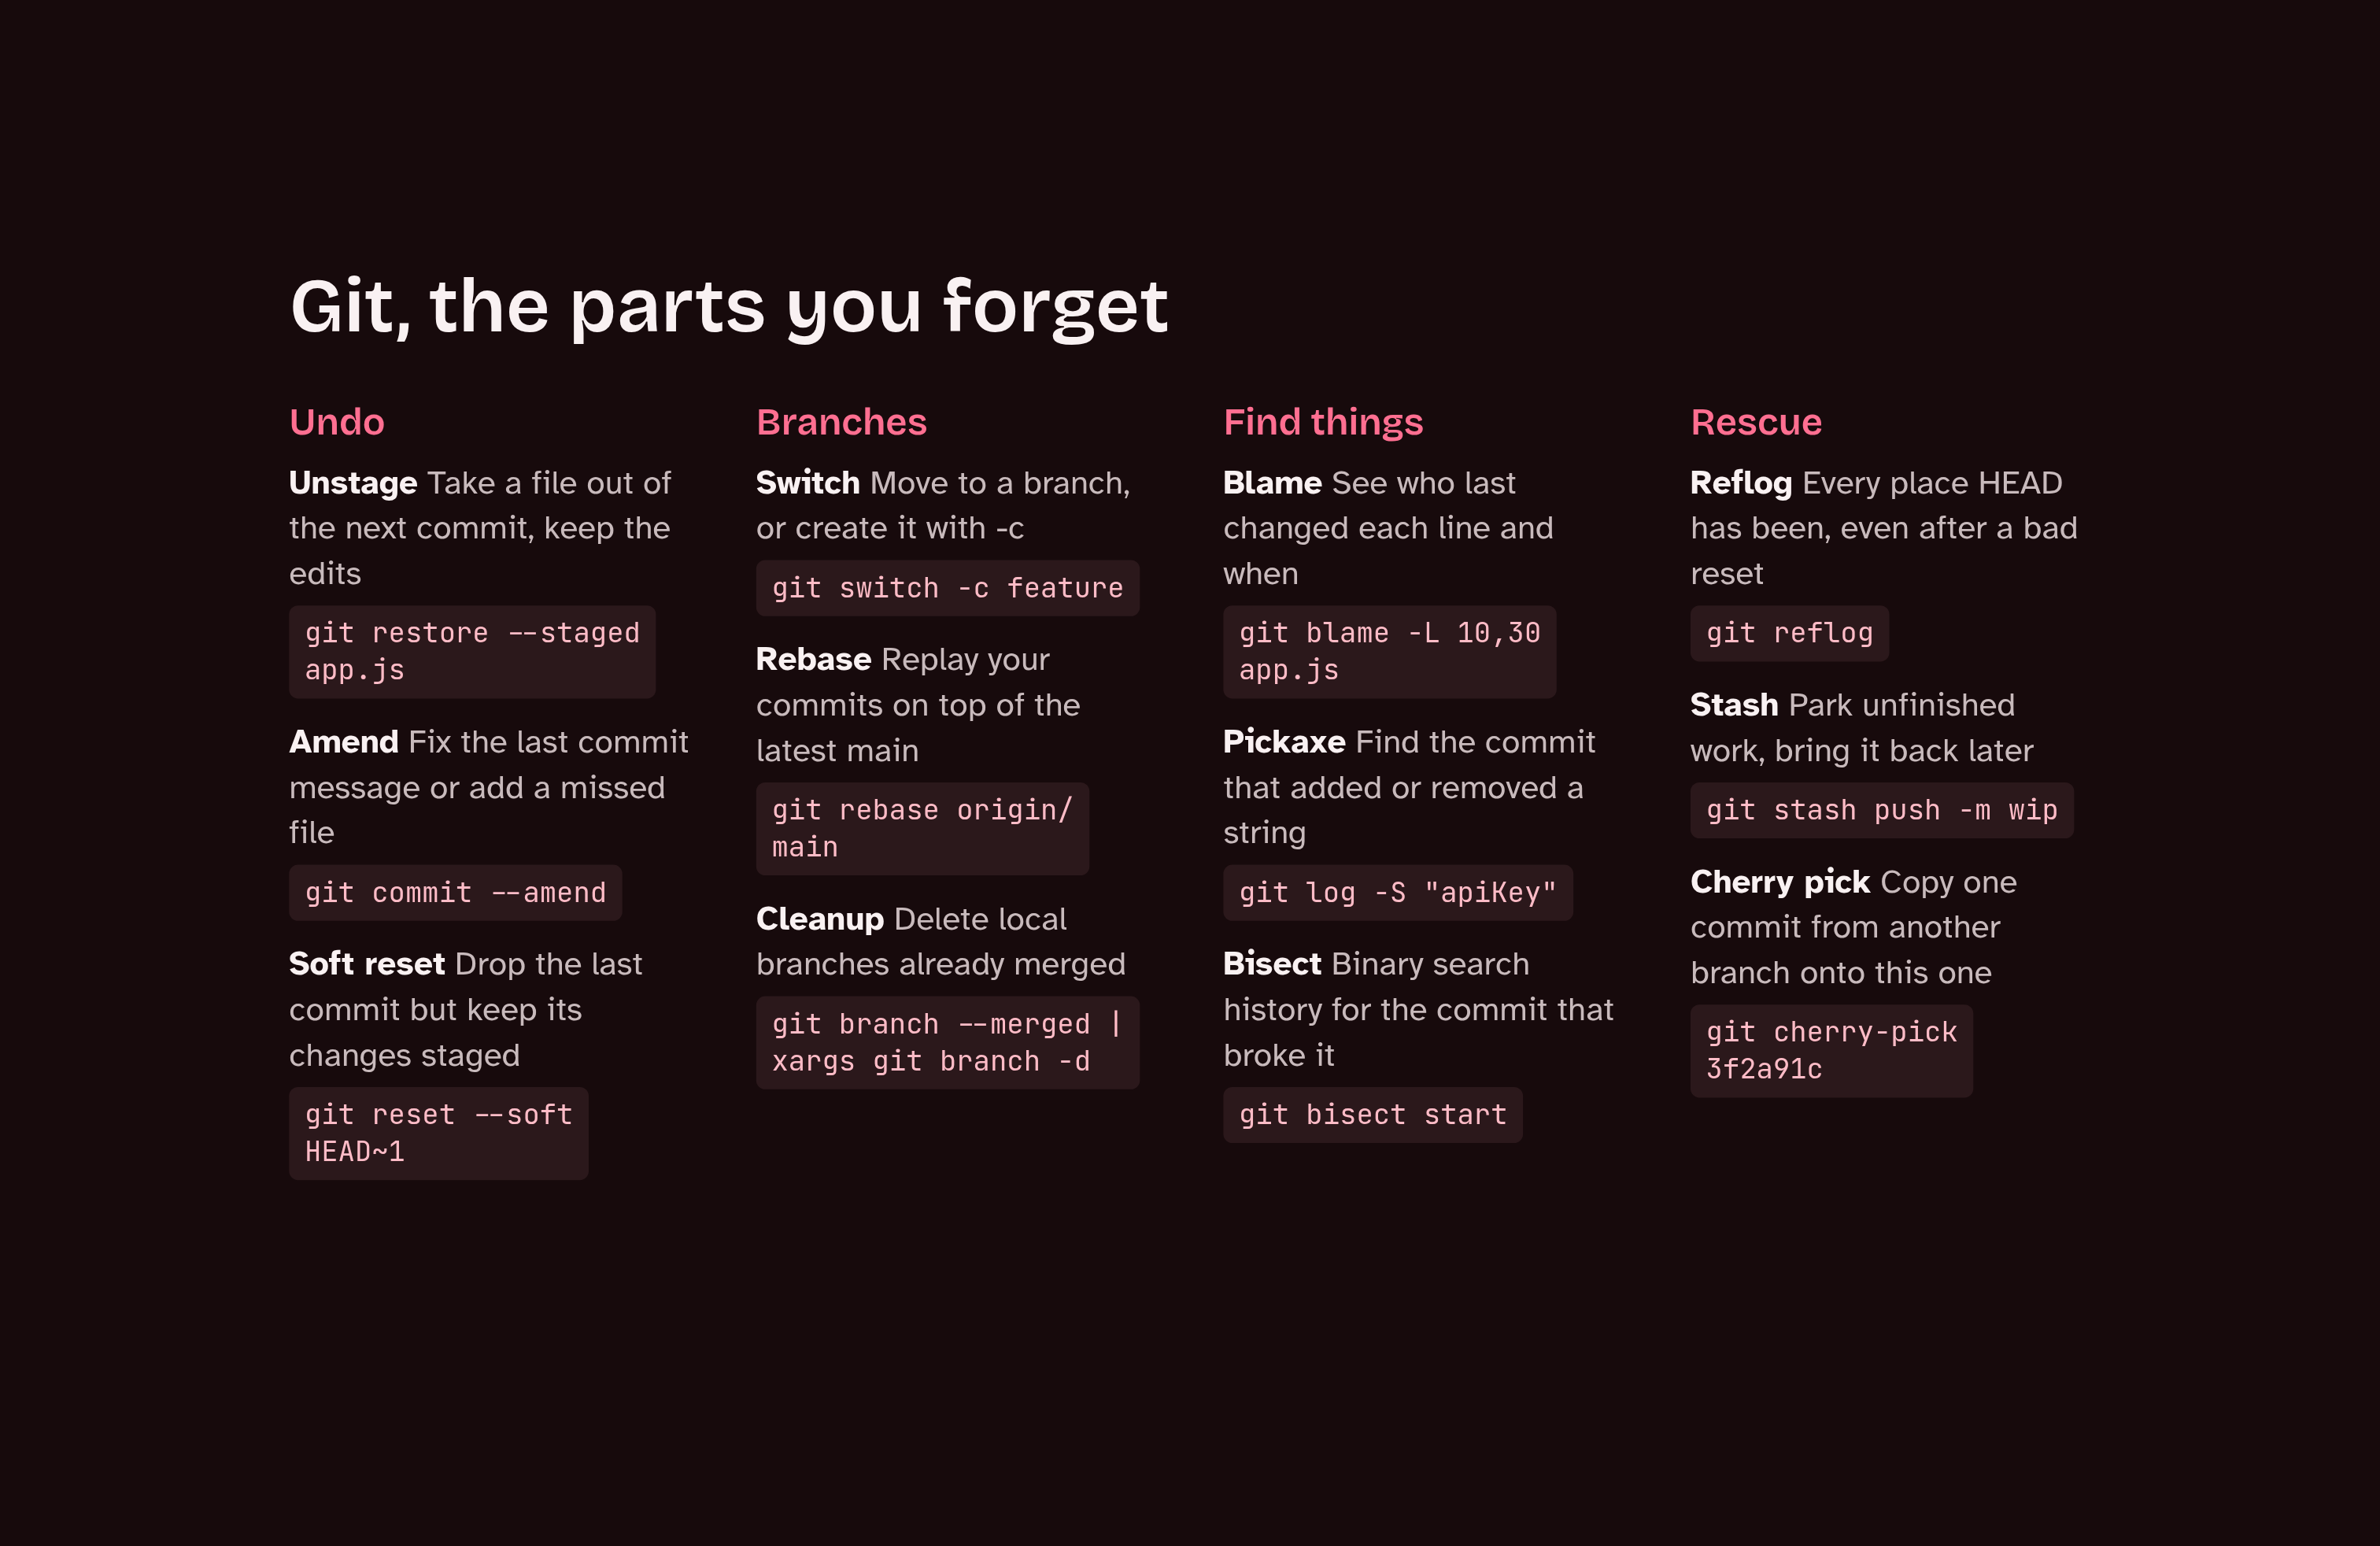 Git, the parts you forget
Undo
Unstage Take a file out of
the next commit, keep the
edits
git restore --staged
app.js
Amend Fix the last commit
message or add a missed
file
git commit --amend
Soft reset Drop the last
commit but keep its
changes staged
git reset --soft
HEAD~1
Branches
Switch Move to a branch,
or create it with -c
git switch -c feature
Rebase Replay your
commits on top of the
latest main
git rebase origin/
main
Cleanup Delete local
branches already merged
git branch --merged |
xargs git branch -d
Find things
Blame See who last
changed each line and
when
git blame -L 10,30
app.js
Pickaxe Find the commit
that added or removed a
string
git log -S "apiKey"
Bisect Binary search
history for the commit that
broke it
git bisect start
Rescue
Reflog Every place HEAD
has been, even after a bad
reset
git reflog
Stash Park unfinished
work, bring it back later
git stash push -m wip
Cherry pick Copy one
commit from another
branch onto this one
git cherry-pick
3f2a91c